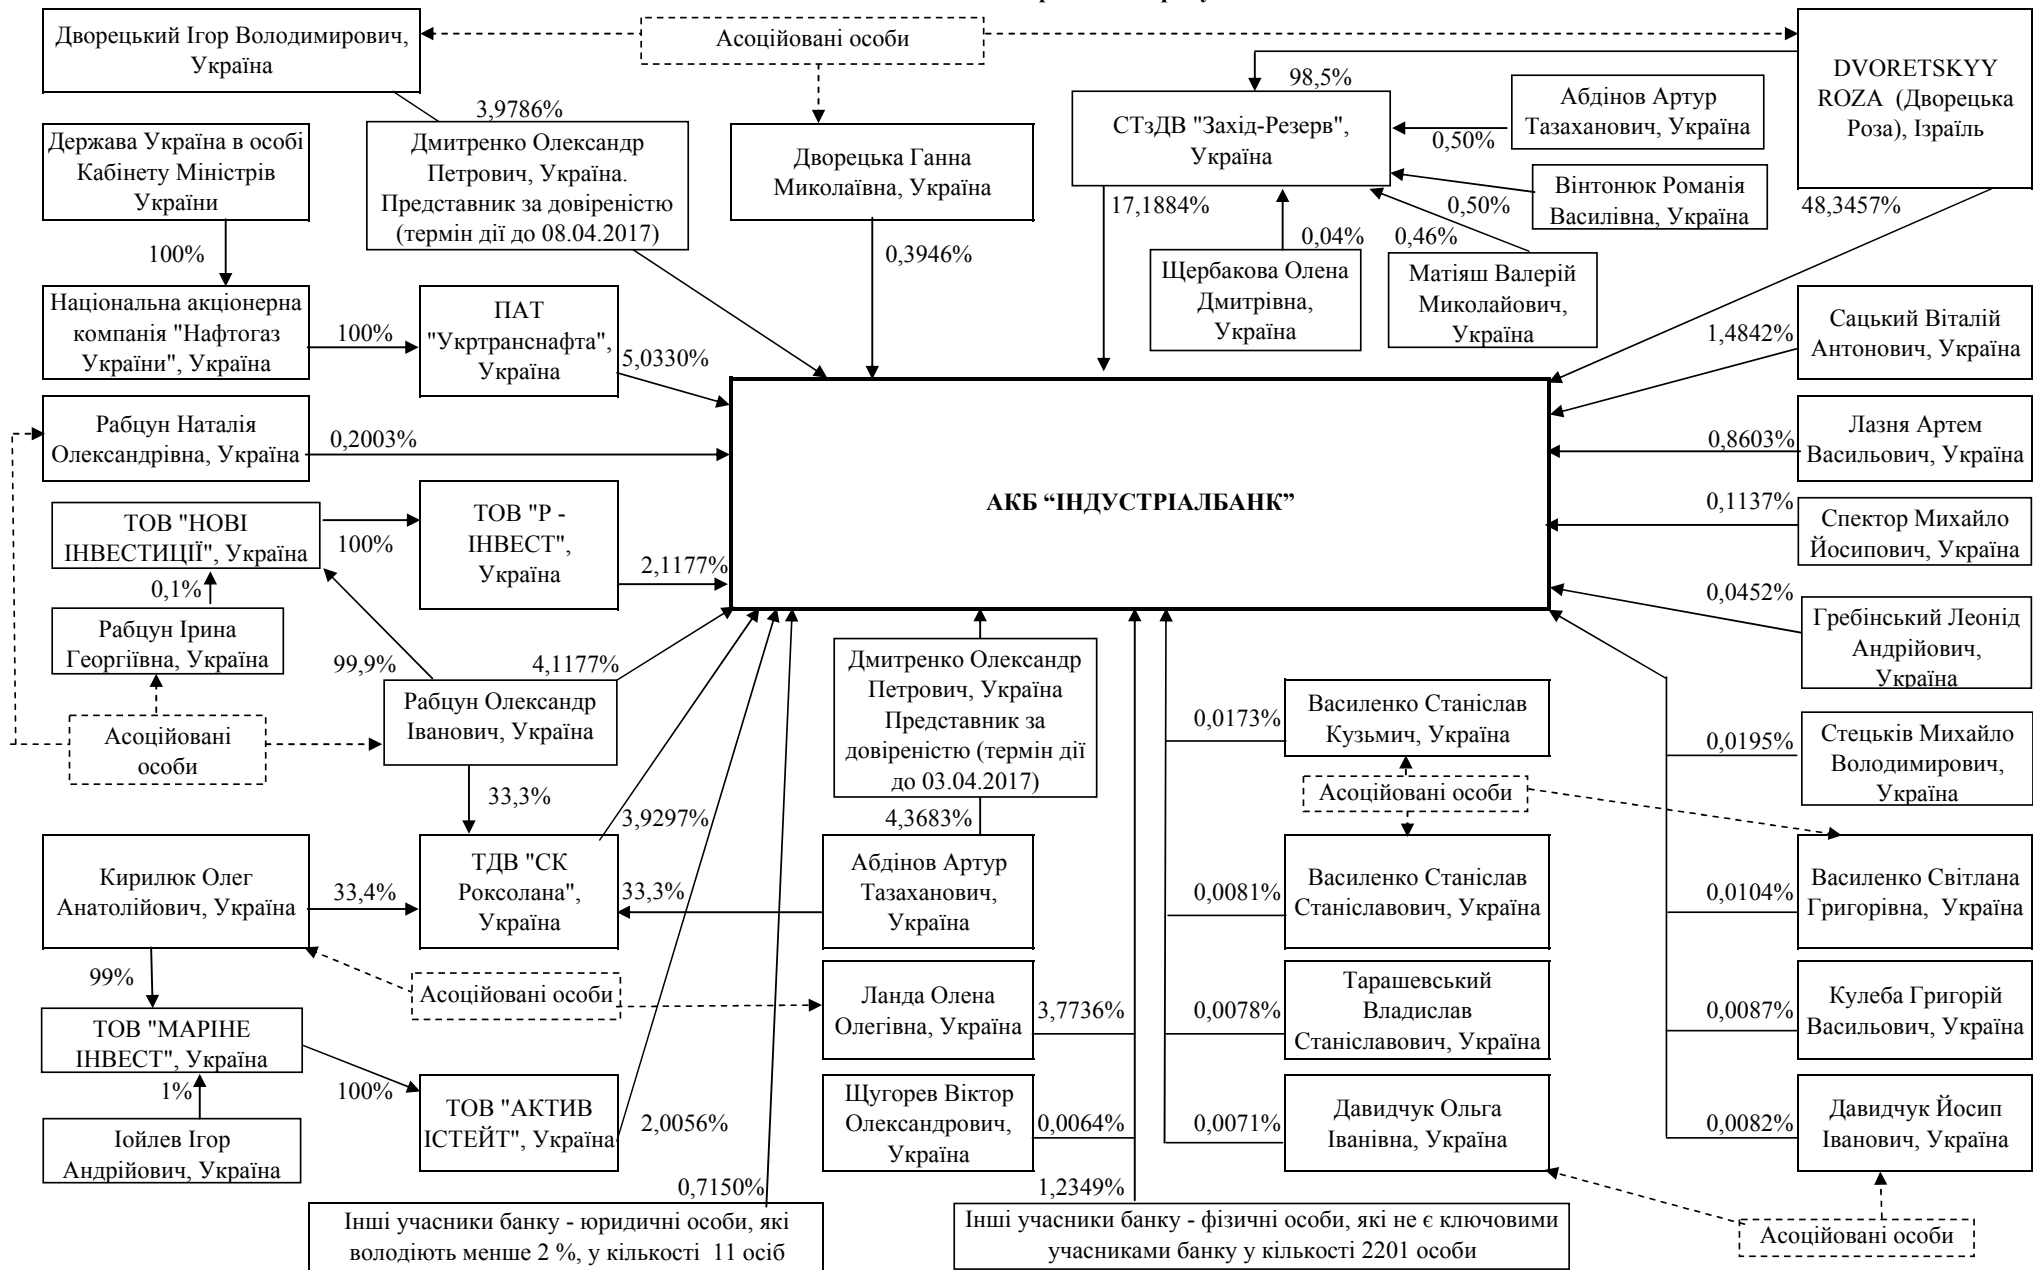 Дворецький Ігор Володимирович,
Україна
Асоційовані особи
DVORETSKYY
ROZA (Дворецька
Роза), Ізраїль
98,5%
3,9786%
СТзДВ "Захід-Резерв",
Україна
Абдінов Артур
Тазаханович, Україна
0,50%
Держава Україна в особі
Кабінету Міністрів
України
Дмитренко Олександр
Петрович, Україна.
Представник за довіреністю
(термін дії до 08.04.2017)
Дворецька Ганна
Миколаївна, Україна
Вінтонюк Романія
Василівна, Україна
0,50%
17,1884%
48,3457%
100%
0,3946%
0,04%
0,46%
Щербакова Олена
Дмитрівна,
Україна
Матіяш Валерій
Миколайович,
Україна
Національна акціонерна
компанія "Нафтогаз
України", Україна
100%
ПАТ
"Укртранснафта",
Україна
5,0330%
Сацький Віталій
Антонович, Україна
1,4842%
Рабцун Наталія
Олександрівна, Україна
0,2003%
Лазня Артем
Васильович, Україна
0,8603%
АКБ “ІНДУСТРІАЛБАНК”
ТОВ "НОВІ
ІНВЕСТИЦІЇ", Україна
100%
ТОВ "Р -
ІНВЕСТ",
Україна
2,1177%
0,1137%
Спектор Михайло
Йосипович, Україна
0,1%
0,0452%
Рабцун Ірина
Георгіївна, Україна
Гребінський Леонід
Андрійович,
Україна
99,9%
4,1177%
Рабцун Олександр
Іванович, Україна
Дмитренко Олександр
Петрович, Україна
Представник за
довіреністю (термін дії
до 03.04.2017)
Асоційовані
особи
0,0173%
Василенко Станіслав
Кузьмич, Україна
0,0195%
Стецьків Михайло
Володимирович,
Україна
Асоційовані особи
33,3%
3,9297%
4,3683%
Кирилюк Олег
Анатолійович, Україна
33,4%
ТДВ "СК
Роксолана",
Україна
33,3%
Абдінов Артур
Тазаханович,
Україна
0,0081%
Василенко Станіслав
Станіславович, Україна
0,0104%
Василенко Світлана
Григорівна, Україна
99%
Асоційовані особи
Ланда Олена
Олегівна, Україна
3,7736%
0,0078%
Тарашевський
Владислав
Станіславович, Україна
0,0087%
Кулеба Григорій
Васильович, Україна
ТОВ "МАРІНЕ
ІНВЕСТ", Україна
1%
100%
ТОВ "АКТИВ
ІСТЕЙТ", Україна
2,0056%
Щугорев Віктор
Олександрович,
Україна
0,0064%
0,0071%
Давидчук Ольга
Іванівна, Україна
0,0082%
Давидчук Йосип
Іванович, Україна
Іойлев Ігор
Андрійович, Україна
0,7150%
1,2349%
Інші учасники банку - юридичні особи, які
володіють менше 2 %, у кількості 11 осіб
Інші учасники банку - фізичні особи, які не є ключовими
учасниками банку у кількості 2201 особи
Асоційовані особи